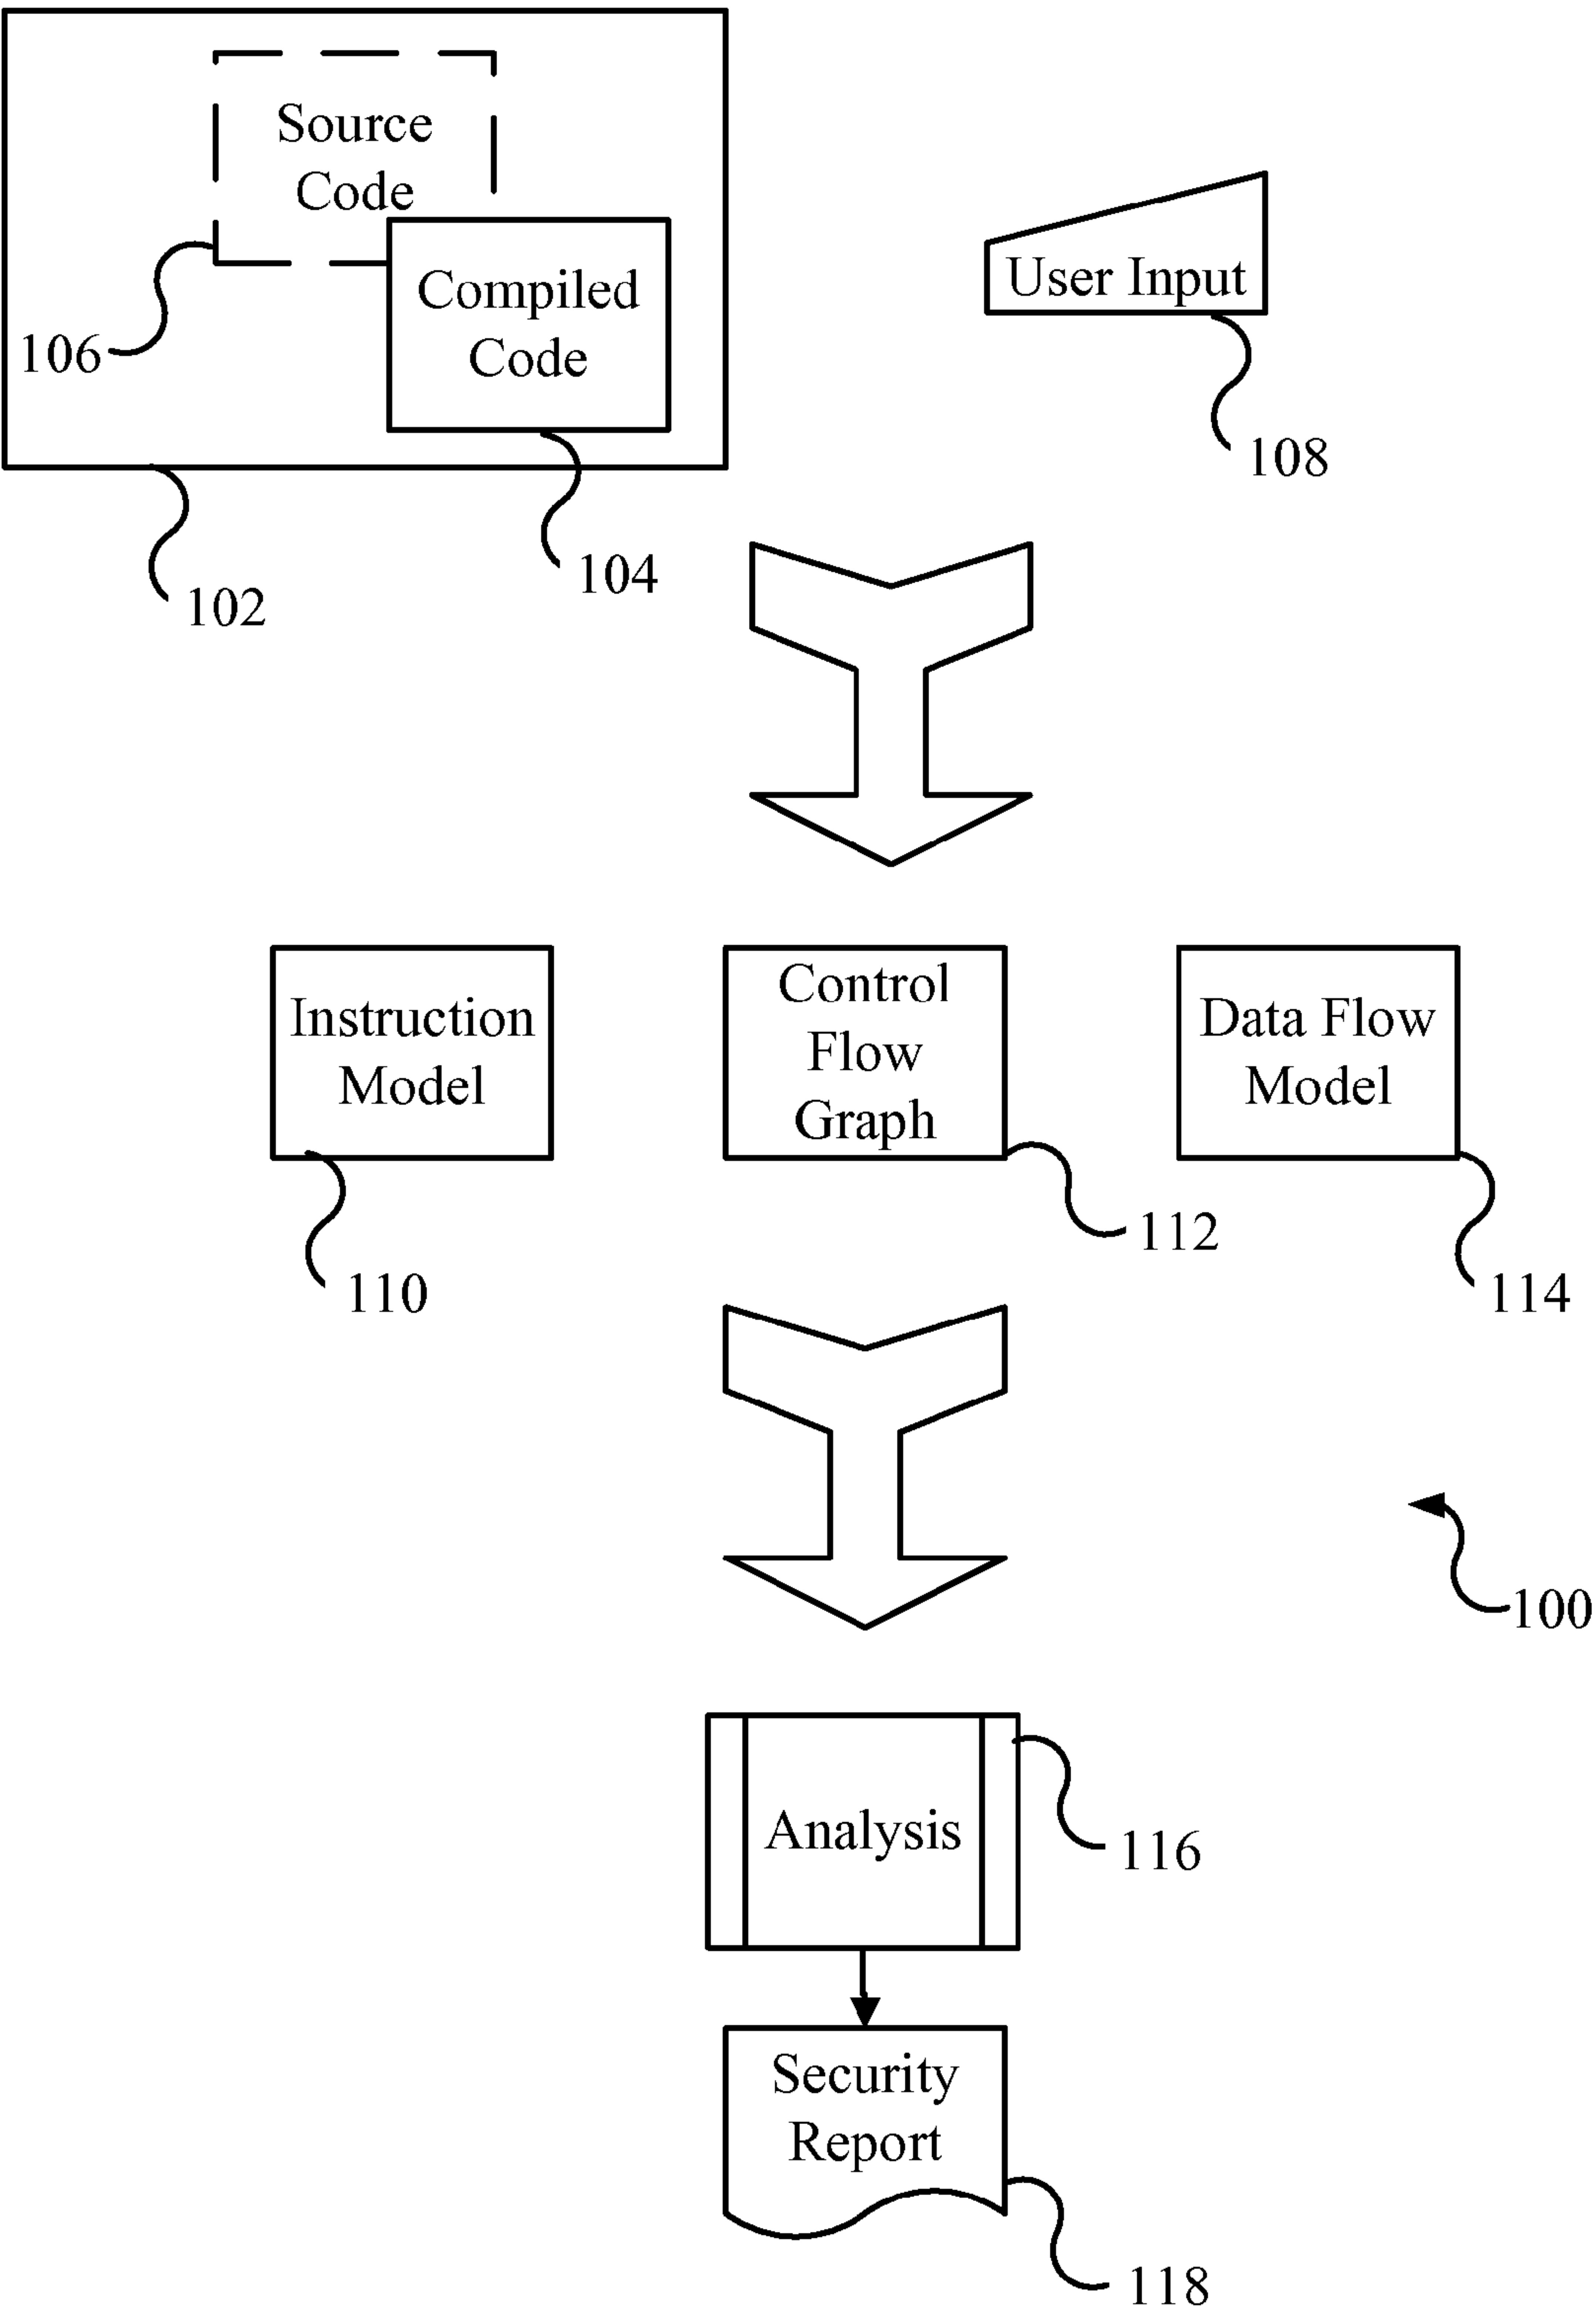 Source
Code
Compiled
Code
User Input
106
108
104
102
Instruction
Model
Control
Flow
Graph
Data Flow
Model
112
110
114
100
Analysis
116
Security
Report
118